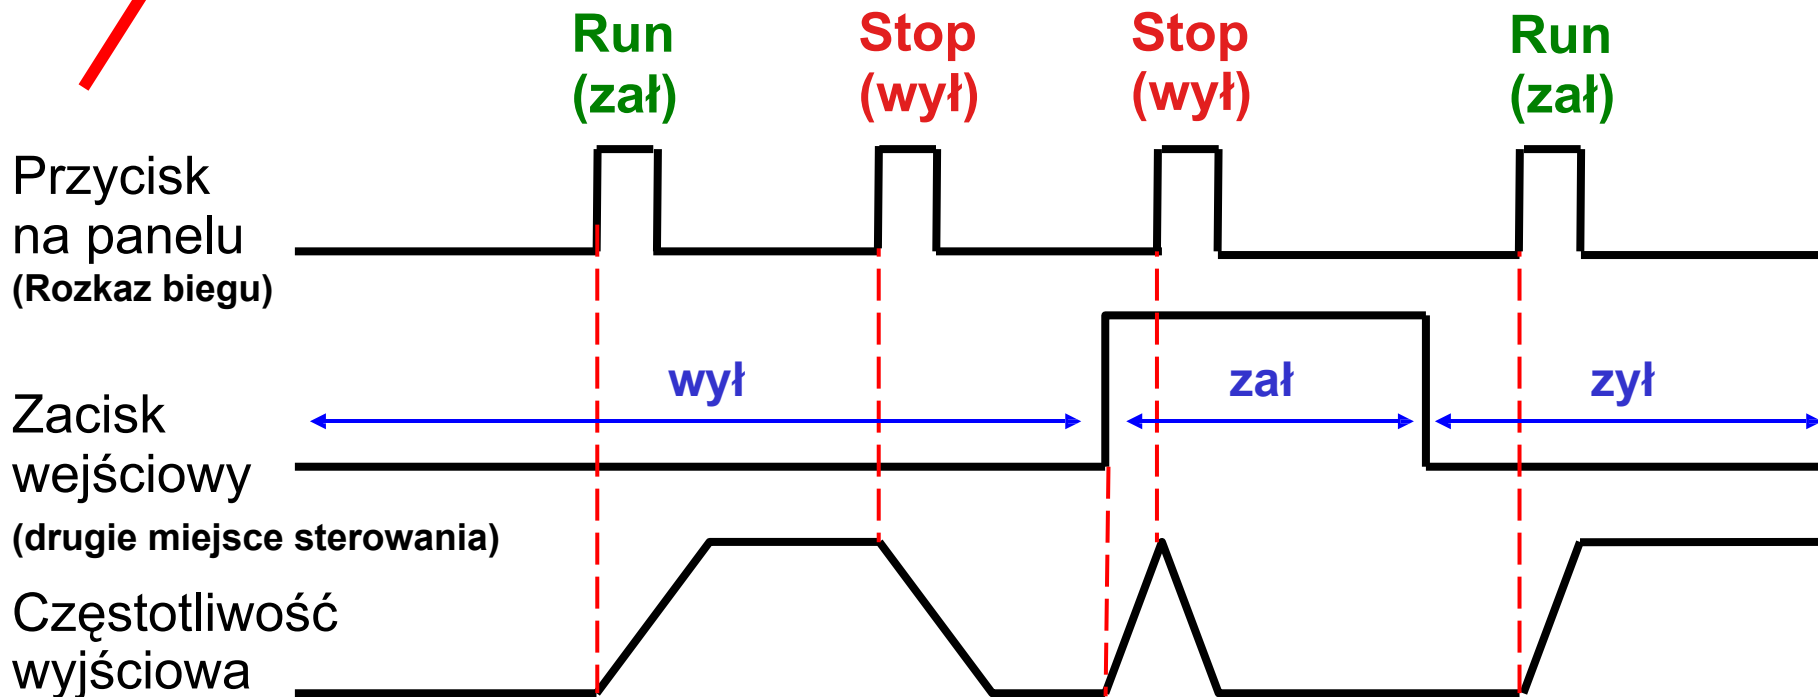 Run
(zał)
Stop
(wył)
Stop
(wył)
Run
(zał)
Przycisk
na panelu
(Rozkaz biegu)
wył
zał
zył
Zacisk
wejściowy
(drugie miejsce sterowania)
Częstotliwość
wyjściowa